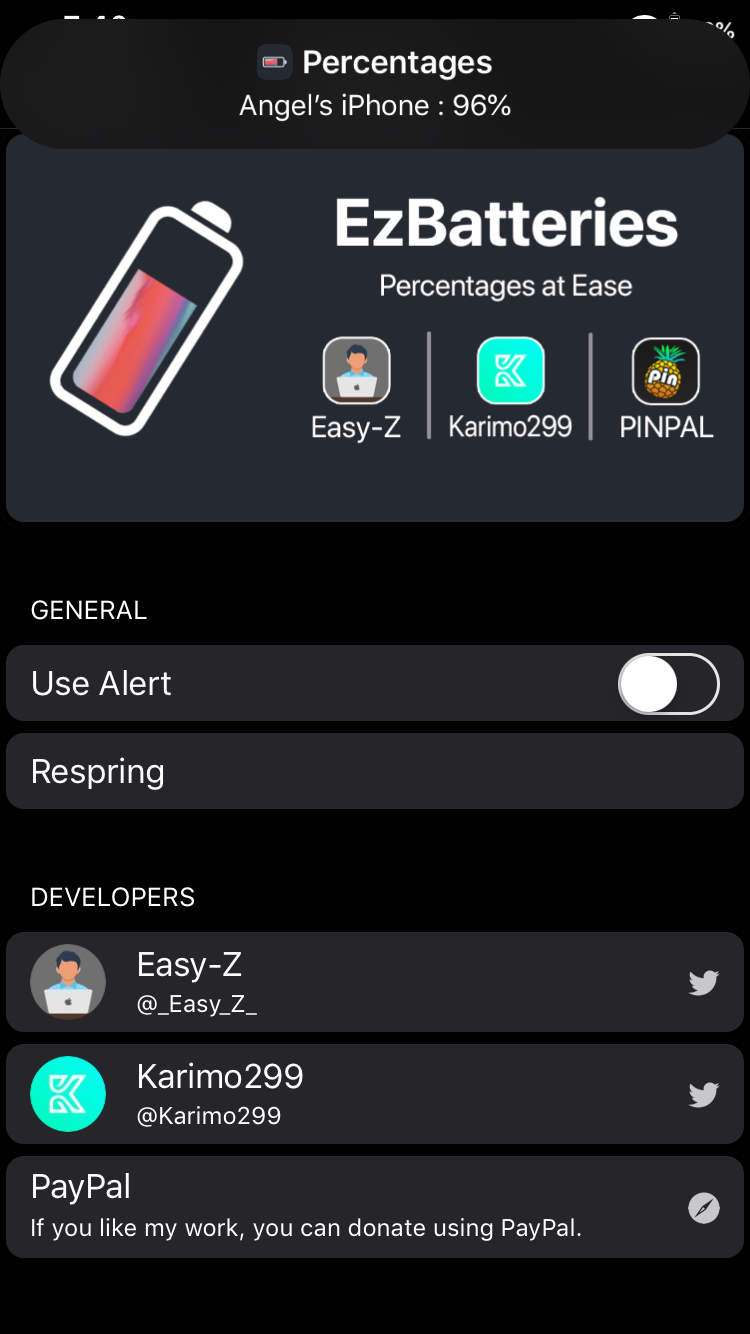 Percentages
Angel’s iPhone : 96%
EzBatteries
Percentages at Ease
pin
Easy-Z
Karimo299
PINPAL
GENERAL
Use Alert
Respring
DEVELOPERS
Easy-Z
@_Easy_Z_
Karimo299
@Karimo299
PayPal
If you like my work, you can donate using PayPal.